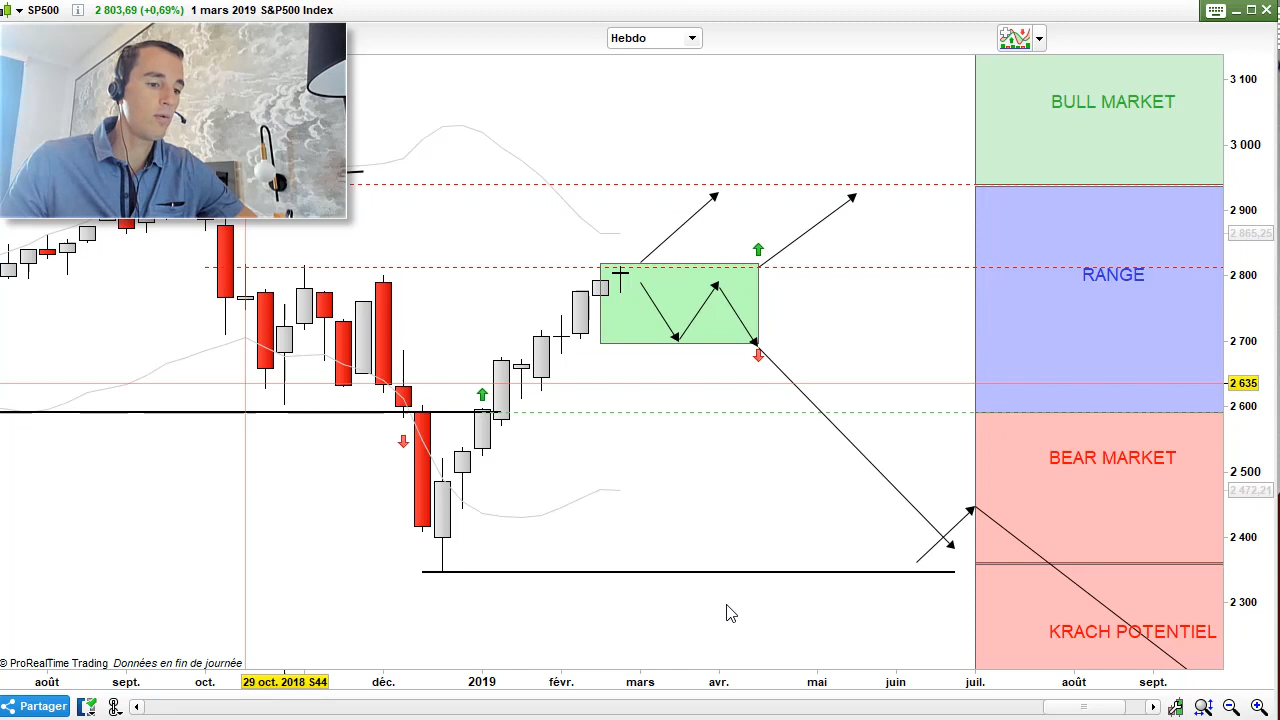 SP500 i 2 803,69 (+0,69%) 1 mars 2019 S&P500 Index
Hebdo
BULL MARKET
RANGE
BEAR MARKET
KRACH POTENTIEL
3 100
3 000
2 900
2 865,25
2 800
2 700
2 635
2 600
2 500
2 472,21
2 400
2 300
© ProRealTime Trading Données en fin de journée
août sept. oct. 29 oct. 2018 S44 déc. 2019 févr. mars avr. mai juin juil. août sept.
Partager